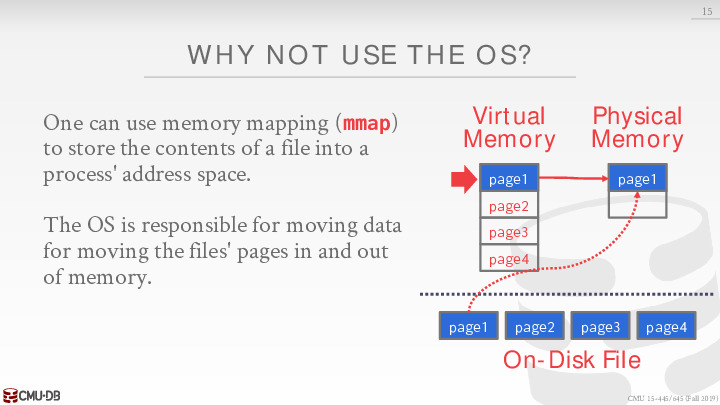 15
WHY NOT USE THE OS?
One can use memory mapping (mmap)
to store the contents of a file into a
process' address space.
The OS is responsible for moving data
for moving the files' pages in and out
of memory.
Virtual
Memory
page1
page2
page3
page4
Physical
Memory
page1
page1 page2 page3 page4
On-Disk File
CMU·DB
CMU 15-445/645 (Fall 2019)